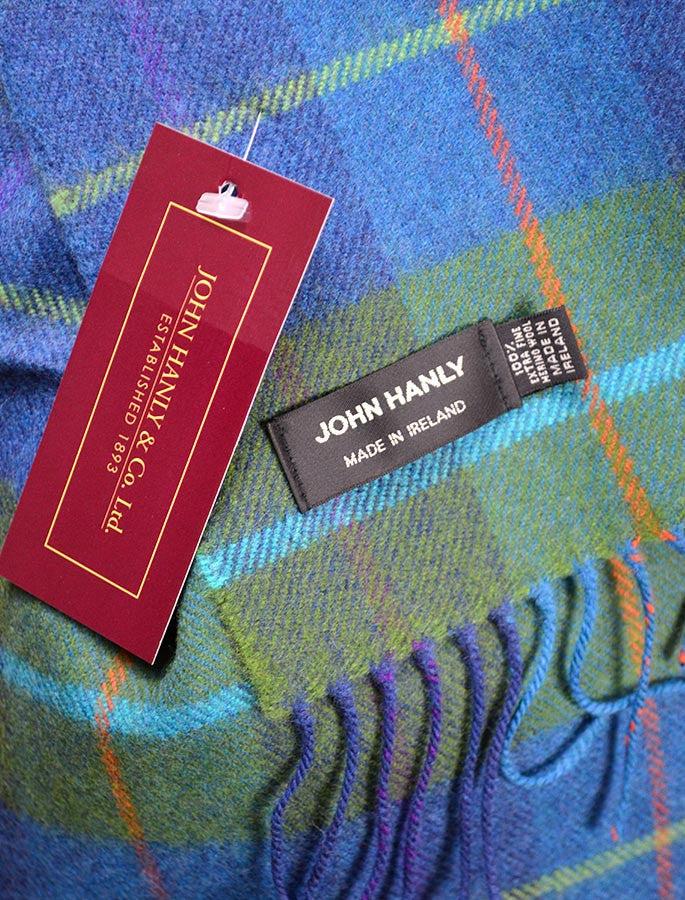 JOHN HANLY & Co. Ltd.
ESTABLISHED 1893
JOHN HANLY
MADE IN IRELAND
100%
EXTRA FINE
MERINO WOOL
MADE IN
IRELAND